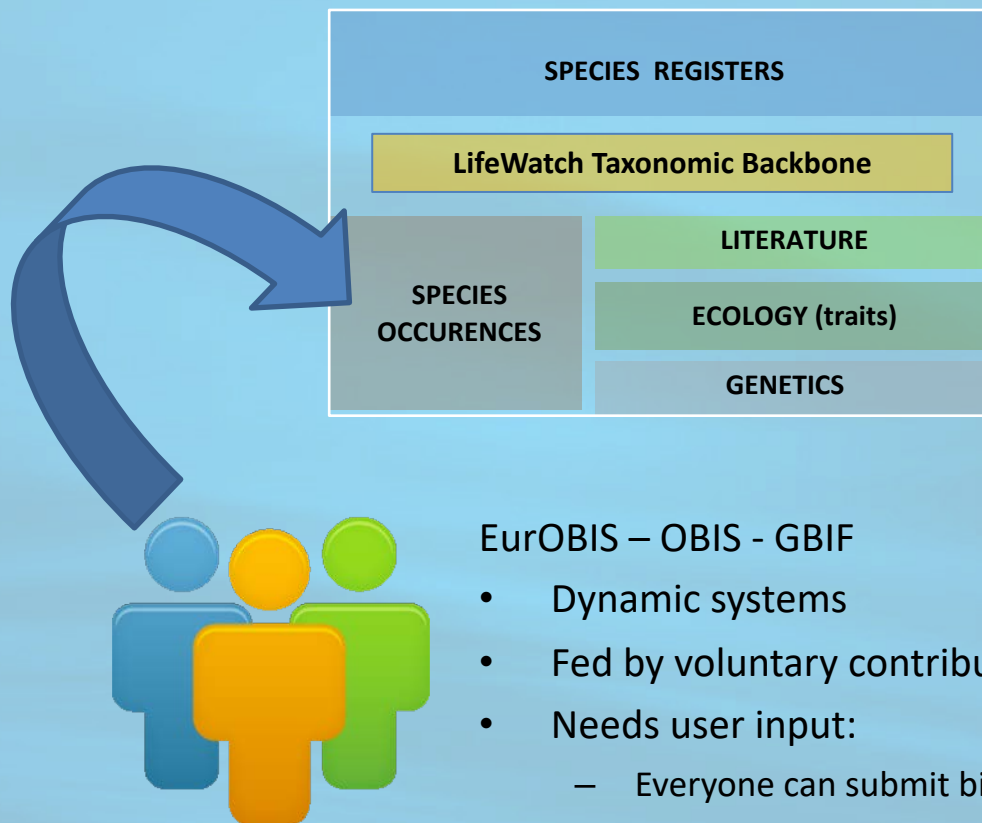 SPECIES REGISTERS
LifeWatch Taxonomic Backbone
LITERATURE
SPECIES
OCCURENCES
ECOLOGY (traits)
GENETICS
EurOBIS – OBIS - GBIF
• Dynamic systems
• Fed by voluntary
• Needs user input:
– Everyone can submit